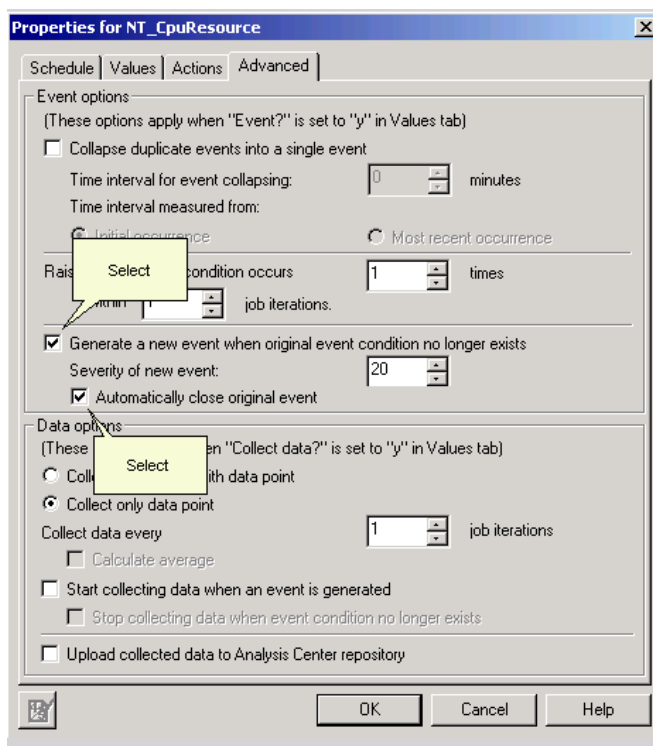 Properties for NT_CpuResource
Schedule Values Actions Advanced
Event options
(These options apply when "Event?" is set to "y" in Values tab)
Collapse duplicate events into a single event
Time interval for event collapsing: 0 minutes
Time interval measured from:
Initial occurrence Most recent occurrence
Select
condition occurs 1 times
job iterations.
Generate a new event when original event condition no longer exists
Severity of new event: 20
Automatically close original event
Data options
(These en "Collect data?" is set to "y" in Values tab)
Select
ith data point
Collect only data point
Collect data every 1 job iterations
Calculate average
Start collecting data when an event is generated
Stop collecting data when event condition no longer exists
Upload collected data to Analysis Center repository
OK Cancel Help